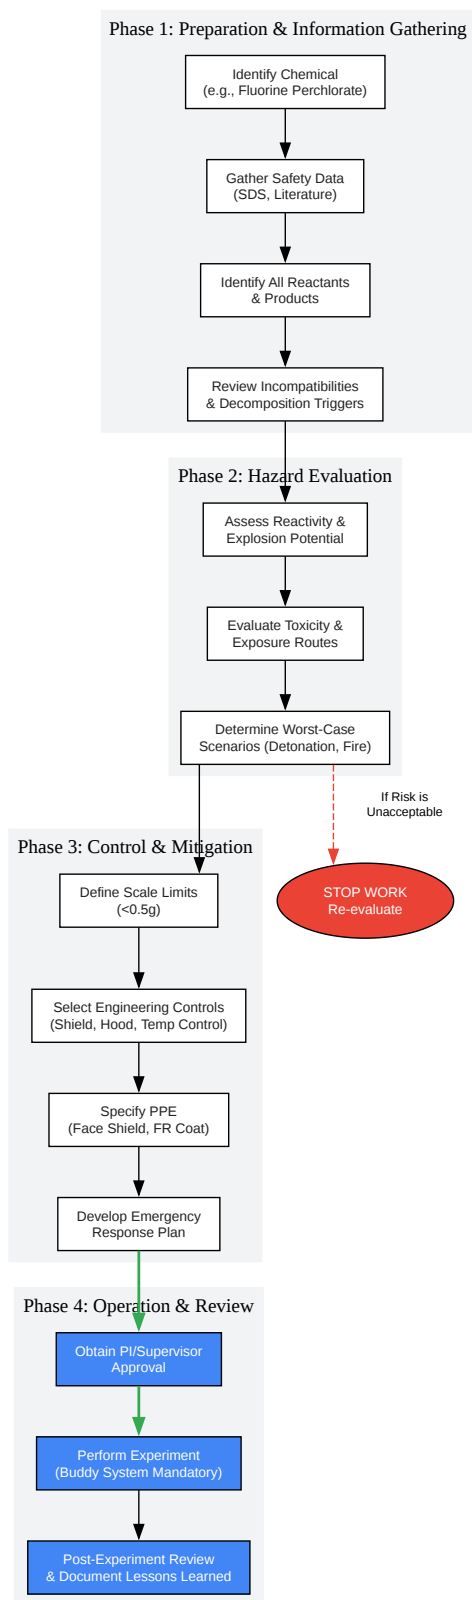 Phase 1: Preparation & Information Gathering
Identify Chemical
(e.g., Fluorine Perchlorate)
Gather Safety Data
(SDS, Literature)
Identify All Reactants
& Products
Review Incompatibilities
& Decomposition Triggers
Phase 2: Hazard Evaluation
Assess Reactivity &
Explosion Potential
Evaluate Toxicity &
Exposure Routes
Determine Worst-Case
Scenarios (Detonation, Fire)
If Risk is
Unacceptable
STOP WORK
Re-evaluate
Phase 3: Control & Mitigation
Define Scale Limits
(<0.5g)
Select Engineering Controls
(Shield, Hood, Temp Control)
Specify PPE
(Face Shield, FR Coat)
Develop Emergency
Response Plan
Phase 4: Operation & Review
Obtain PI/Supervisor
Approval
Perform Experiment
(Buddy System Mandatory)
Post-Experiment Review
& Document Lessons Learned